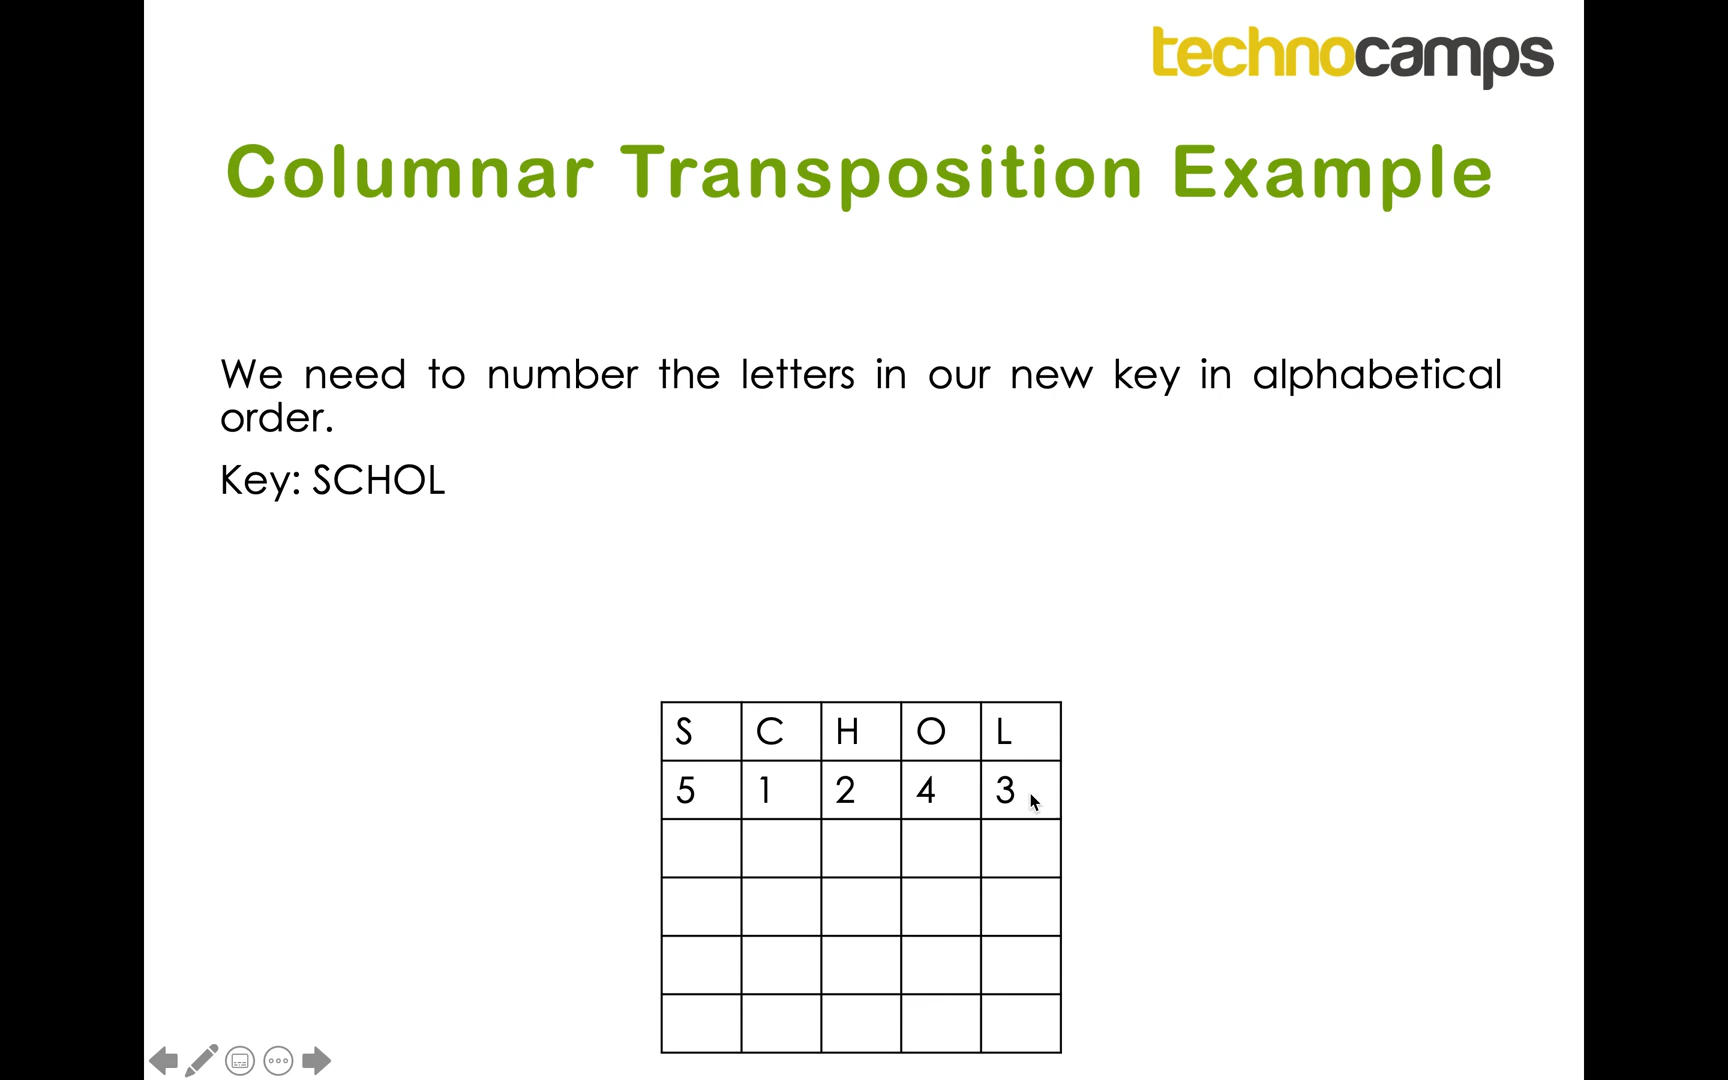 technocamps
Columnar Transposition Example
We need to number the letters in our new key in alphabetical
order.
Key: SCHOL
S C H O L
5 1 2 4 3